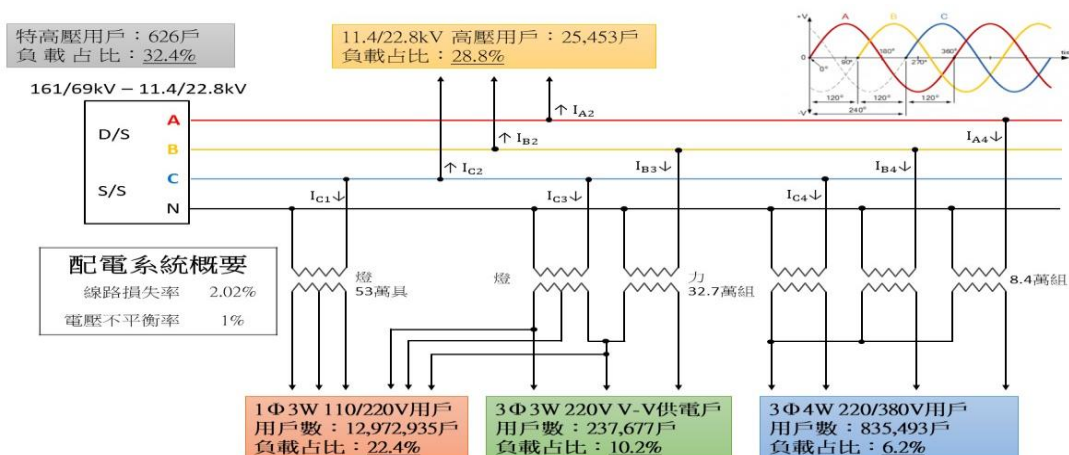 特高壓用戶：626戶
負載占比：32.4%
11.4/22.8kV 高壓用戶：25,453戶
負載占比：28.8%
+V
A
B
C
0
0°
90°
180°
270°
360°
120°
120°
120°
240°
-V
161/69kV – 11.4/22.8kV
D/S
S/S
A
B
C
N
↑ I_A2
↑ I_B2
↑ I_C2
I_A4↓
I_B3↓
I_B4↓
I_C1↓
I_C3↓
I_C4↓
配電系統概要
線路損失率 2.02%
電壓不平衡率 1%
燈
53萬具
燈
力
32.7萬組
8.4萬組
1Φ3W 110/220V用戶
用戶數：12,972,935戶
負載占比：22.4%
3Φ3W 220V V-V供電戶
用戶數：237,677戶
負載占比：10.2%
3Φ4W 220/380V用戶
用戶數：835,493戶
負載占比：6.2%